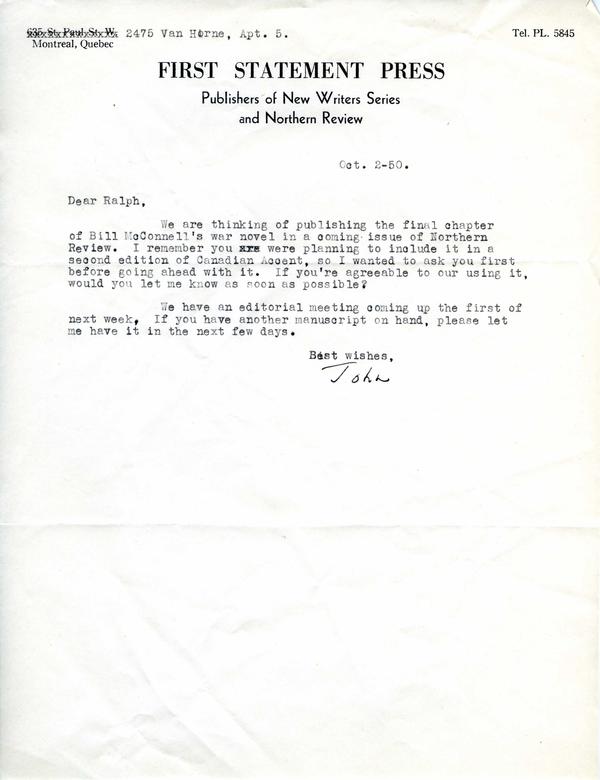 635 St. Paul St. W. 2475 Van Horne, Apt. 5. Tel. PL. 5845
Montreal, Quebec
FIRST STATEMENT PRESS
Publishers of New Writers Series
and Northern Review
Oct. 2-50.
Dear Ralph,
We are thinking of publishing the final chapter
of Bill McConnell's war novel in a coming issue of Northern
Review. I remember you were planning to include it in a
second edition of Canadian Accent, so I wanted to ask you first
before going ahead with it. If you're agreeable to our using it,
would you let me know as soon as possible?
We have an editorial meeting coming up the first of
next week, If you have another manuscript on hand, please let
me have it in the next few days.
Best wishes,
John